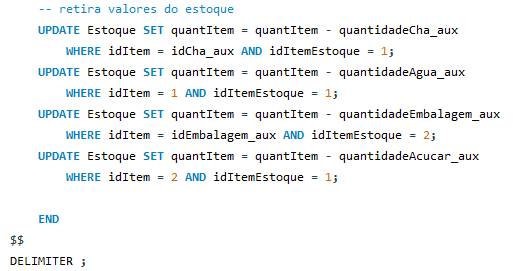 -- retira valores do estoque
UPDATE Estoque SET quantItem = quantItem - quantidadeCha_aux
WHERE idItem = idCha_aux AND idItemEstoque = 1;
UPDATE Estoque SET quantItem = quantItem - quantidadeAgua_aux
WHERE idItem = 1 AND idItemEstoque = 1;
UPDATE Estoque SET quantItem = quantItem - quantidadeEmbalagem_aux
WHERE idItem = idEmbalagem_aux AND idItemEstoque = 2;
UPDATE Estoque SET quantItem = quantItem - quantidadeAcucar_aux
WHERE idItem = 2 AND idItemEstoque = 1;
END
$$
DELIMITER ;